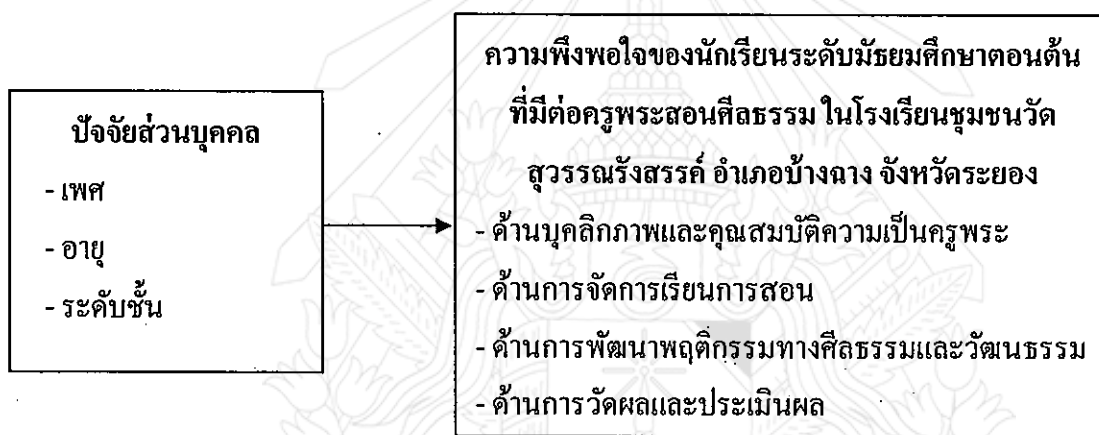 ปัจจัยส่วนบุคคล
- เพศ
- อายุ
- ระดับชั้น
ความพึงพอใจของนักเรียนระดับมัธยมศึกษาตอนต้น
ที่มีต่อครูพระสอนศีลธรรม ในโรงเรียนชุมชนวัด
สุวรรณรังสรรค์ อำเภอบ้างฉาง จังหวัดระยอง
- ด้านบุคลิกภาพและคุณสมบัติความเป็นครูพระ
- ด้านการจัดการเรียนการสอน
- ด้านการพัฒนาพฤติกรรมทางศีลธรรมและวัฒนธรรม
- ด้านการวัดผลและประเมินผล